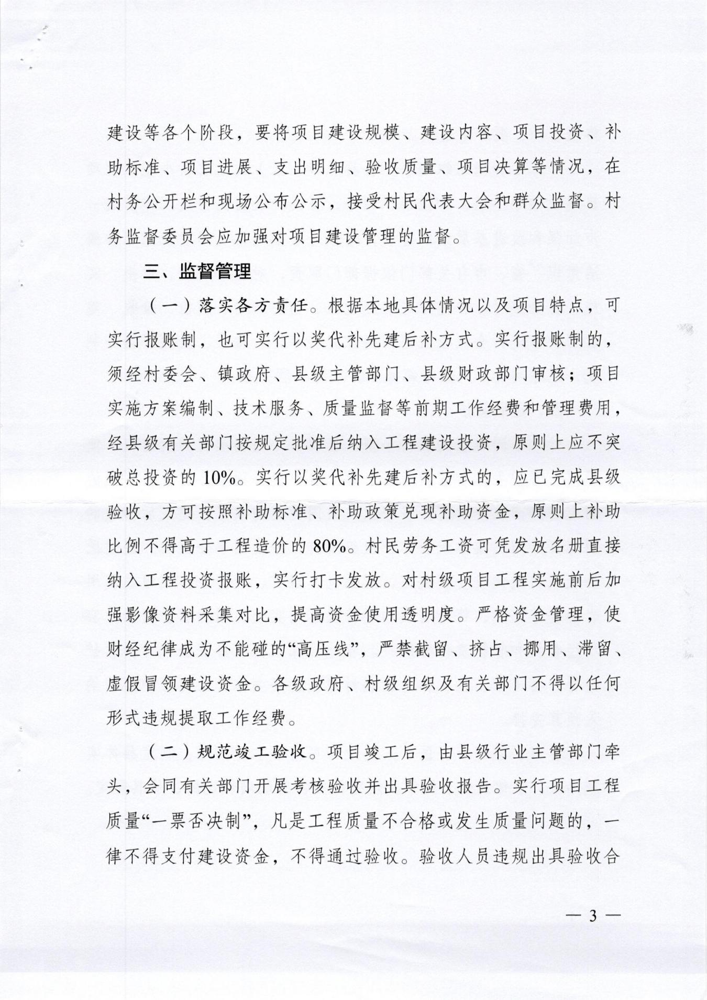 建设等各个阶段，要将项目建设规模、建设内容、项目投资、补
助标准、项目进展、支出明细、验收质量、项目决算等情况，在
村务公开栏和现场公布公示，接受村民代表大会和群众监督。村
务监督委员会应加强对项目建设管理的监督。
三、监督管理
（一）落实各方责任。根据本地具体情况以及项目特点，可
实行报账制，也可实行以奖代补先建后补方式。实行报账制的，
须经村委会、镇政府、县级主管部门、县级财政部门审核；项目
实施方案编制、技术服务、质量监督等前期工作经费和管理费用，
经县级有关部门按规定批准后纳入工程建设投资，原则上应不突
破总投资的 10%。实行以奖代补先建后补方式的，应已完成县级
验收，方可按照补助标准、补助政策兑现补助资金，原则上补助
比例不得高于工程造价的 80%。村民劳务工资可凭发放名册直接
纳入工程投资报账，实行打卡发放。对村级项目工程实施前后加
强影像资料采集对比，提高资金使用透明度。严格资金管理，使
财经纪律成为不能碰的“高压线”，严禁截留、挤占、挪用、滞留、
虚假冒领建设资金。各级政府、村级组织及有关部门不得以任何
形式违规提取工作经费。
（二）规范竣工验收。项目竣工后，由县级行业主管部门牵
头，会同有关部门开展考核验收并出具验收报告。实行项目工程
质量“一票否决制”，凡是工程质量不合格或发生质量问题的，一
律不得支付建设资金，不得通过验收。验收人员违规出具验收合
— 3 —